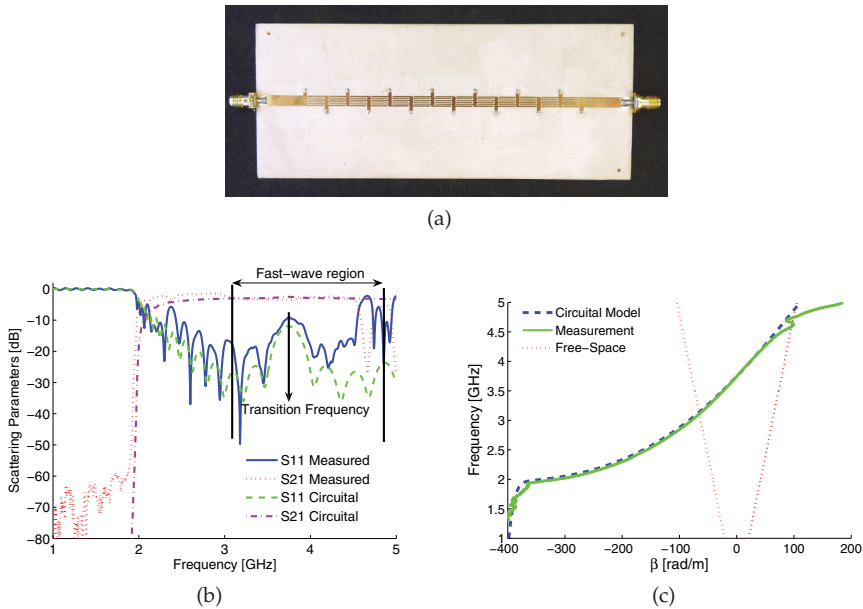 (a)
0
−10
−20
−30
−40
−50
−60
−70
−80
1
2
3
4
5
Scattering Parameters [dB]
Frequency [GHz]
Fast−wave region
Transition Frequency
S11 Measured
S21 Measured
S11 Circuital
S21 Circuital
(b)
5
4.5
4
3.5
3
2.5
2
1.5
1
−400
−300
−200
−100
0
100
200
Frequency [GHz]
β [rad/m]
Circuital Model
Measurement
Free−Space
(c)